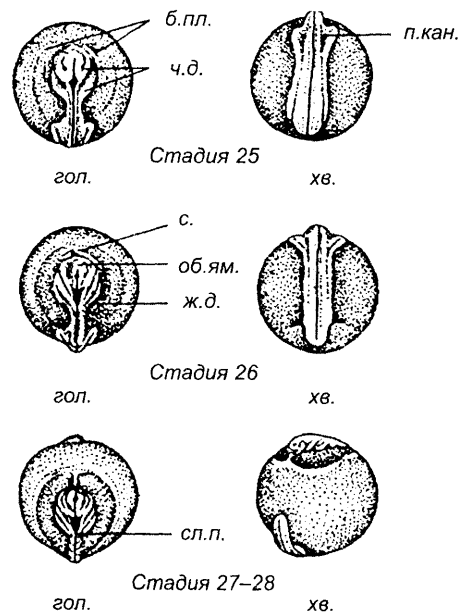 б.пл.
п.кан.
ч.д.
Стадия 25
гол. хв.
с.
об.ям.
ж.д.
Стадия 26
гол. хв.
сл.п.
Стадия 27–28
гол. хв.